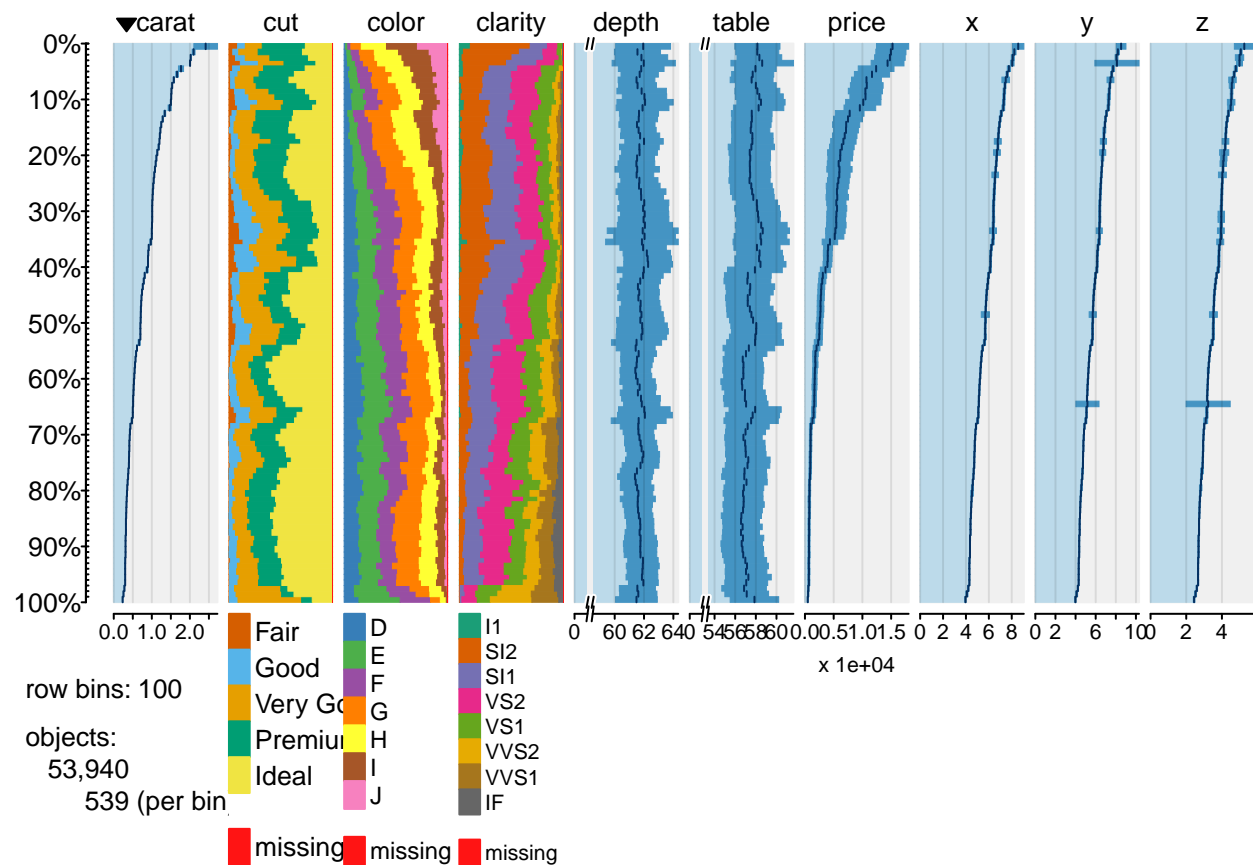 ▼carat cut color clarity depth table price x y z
0%
10%
20%
30%
40%
50%
60%
70%
80%
90%
100%
0.0 1.0 2.0
0 60 62 64
0 54 56 58 60
0.0 0.5 1.0 1.5
x 1e+04
0 4 6 8
0 6 10
0 2 4
row bins: 100
objects:
53,940
539 (per bin
Fair
Good
Very Go
Premium
Ideal
missing
D
E
F
G
H
I
J
missing
I1
SI2
SI1
VS2
VS1
VVS2
VVS1
IF
missing